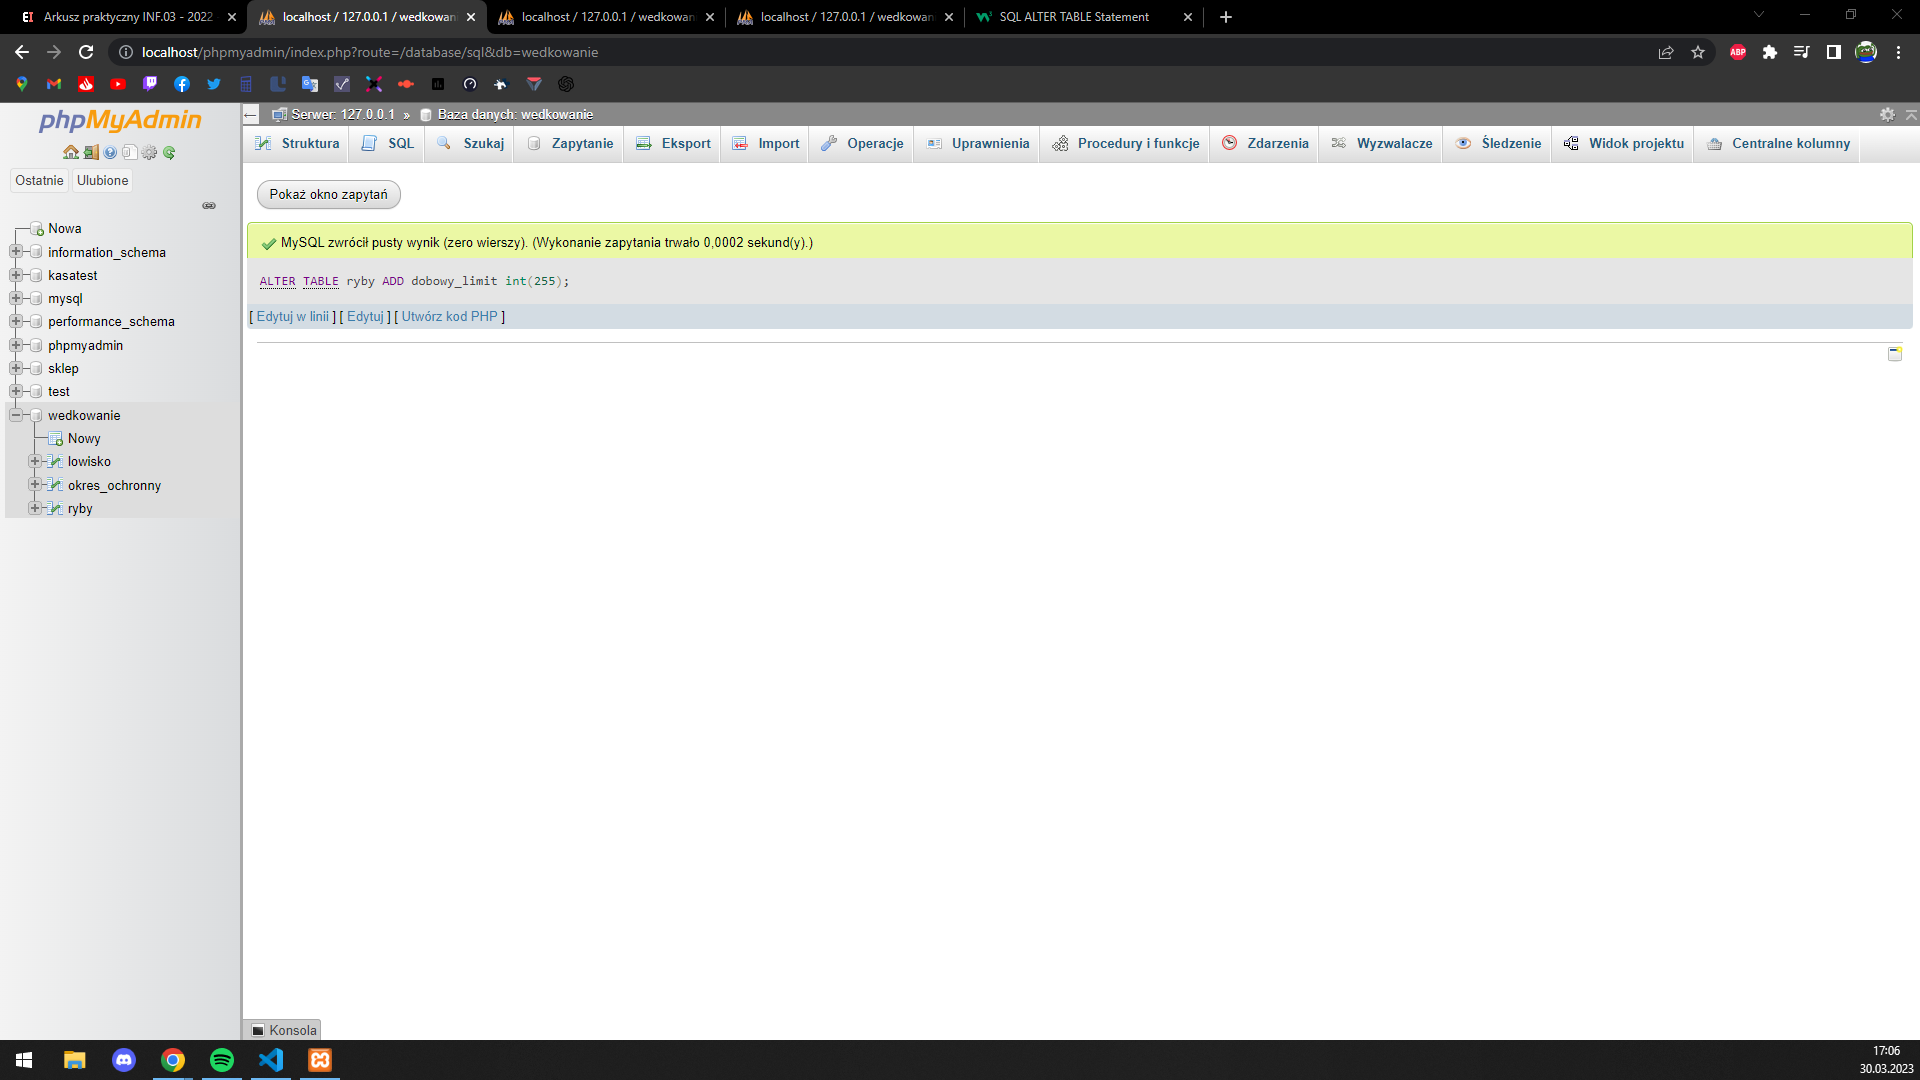 Arkusz praktyczny INF.03 - 2022
localhost / 127.0.0.1 / wedkowan
localhost / 127.0.0.1 / wedkowan
localhost / 127.0.0.1 / wedkowan
SQL ALTER TABLE Statement
localhost/phpmyadmin/index.php?route=/database/sql&db=wedkowanie
ABP
phpMyAdmin
Ostatnie
Ulubione
Nowa
information_schema
kasatest
mysql
performance_schema
phpmyadmin
sklep
test
wedkowanie
Nowy
lowisko
okres_ochronny
ryby
Serwer: 127.0.0.1 » Baza danych: wedkowanie
Struktura
SQL
Szukaj
Zapytanie
Eksport
Import
Operacje
Uprawnienia
Procedury i funkcje
Zdarzenia
Wyzwalacze
Śledzenie
Widok projektu
Centralne kolumny
Pokaż okno zapytań
MySQL zwrócił pusty wynik (zero wierszy). (Wykonanie zapytania trwało 0,0002 sekund(y).)
ALTER TABLE ryby ADD dobowy_limit int(255);
[ Edytuj w linii ] [ Edytuj ] [ Utwórz kod PHP ]
Konsola
17:06
30.03.2023